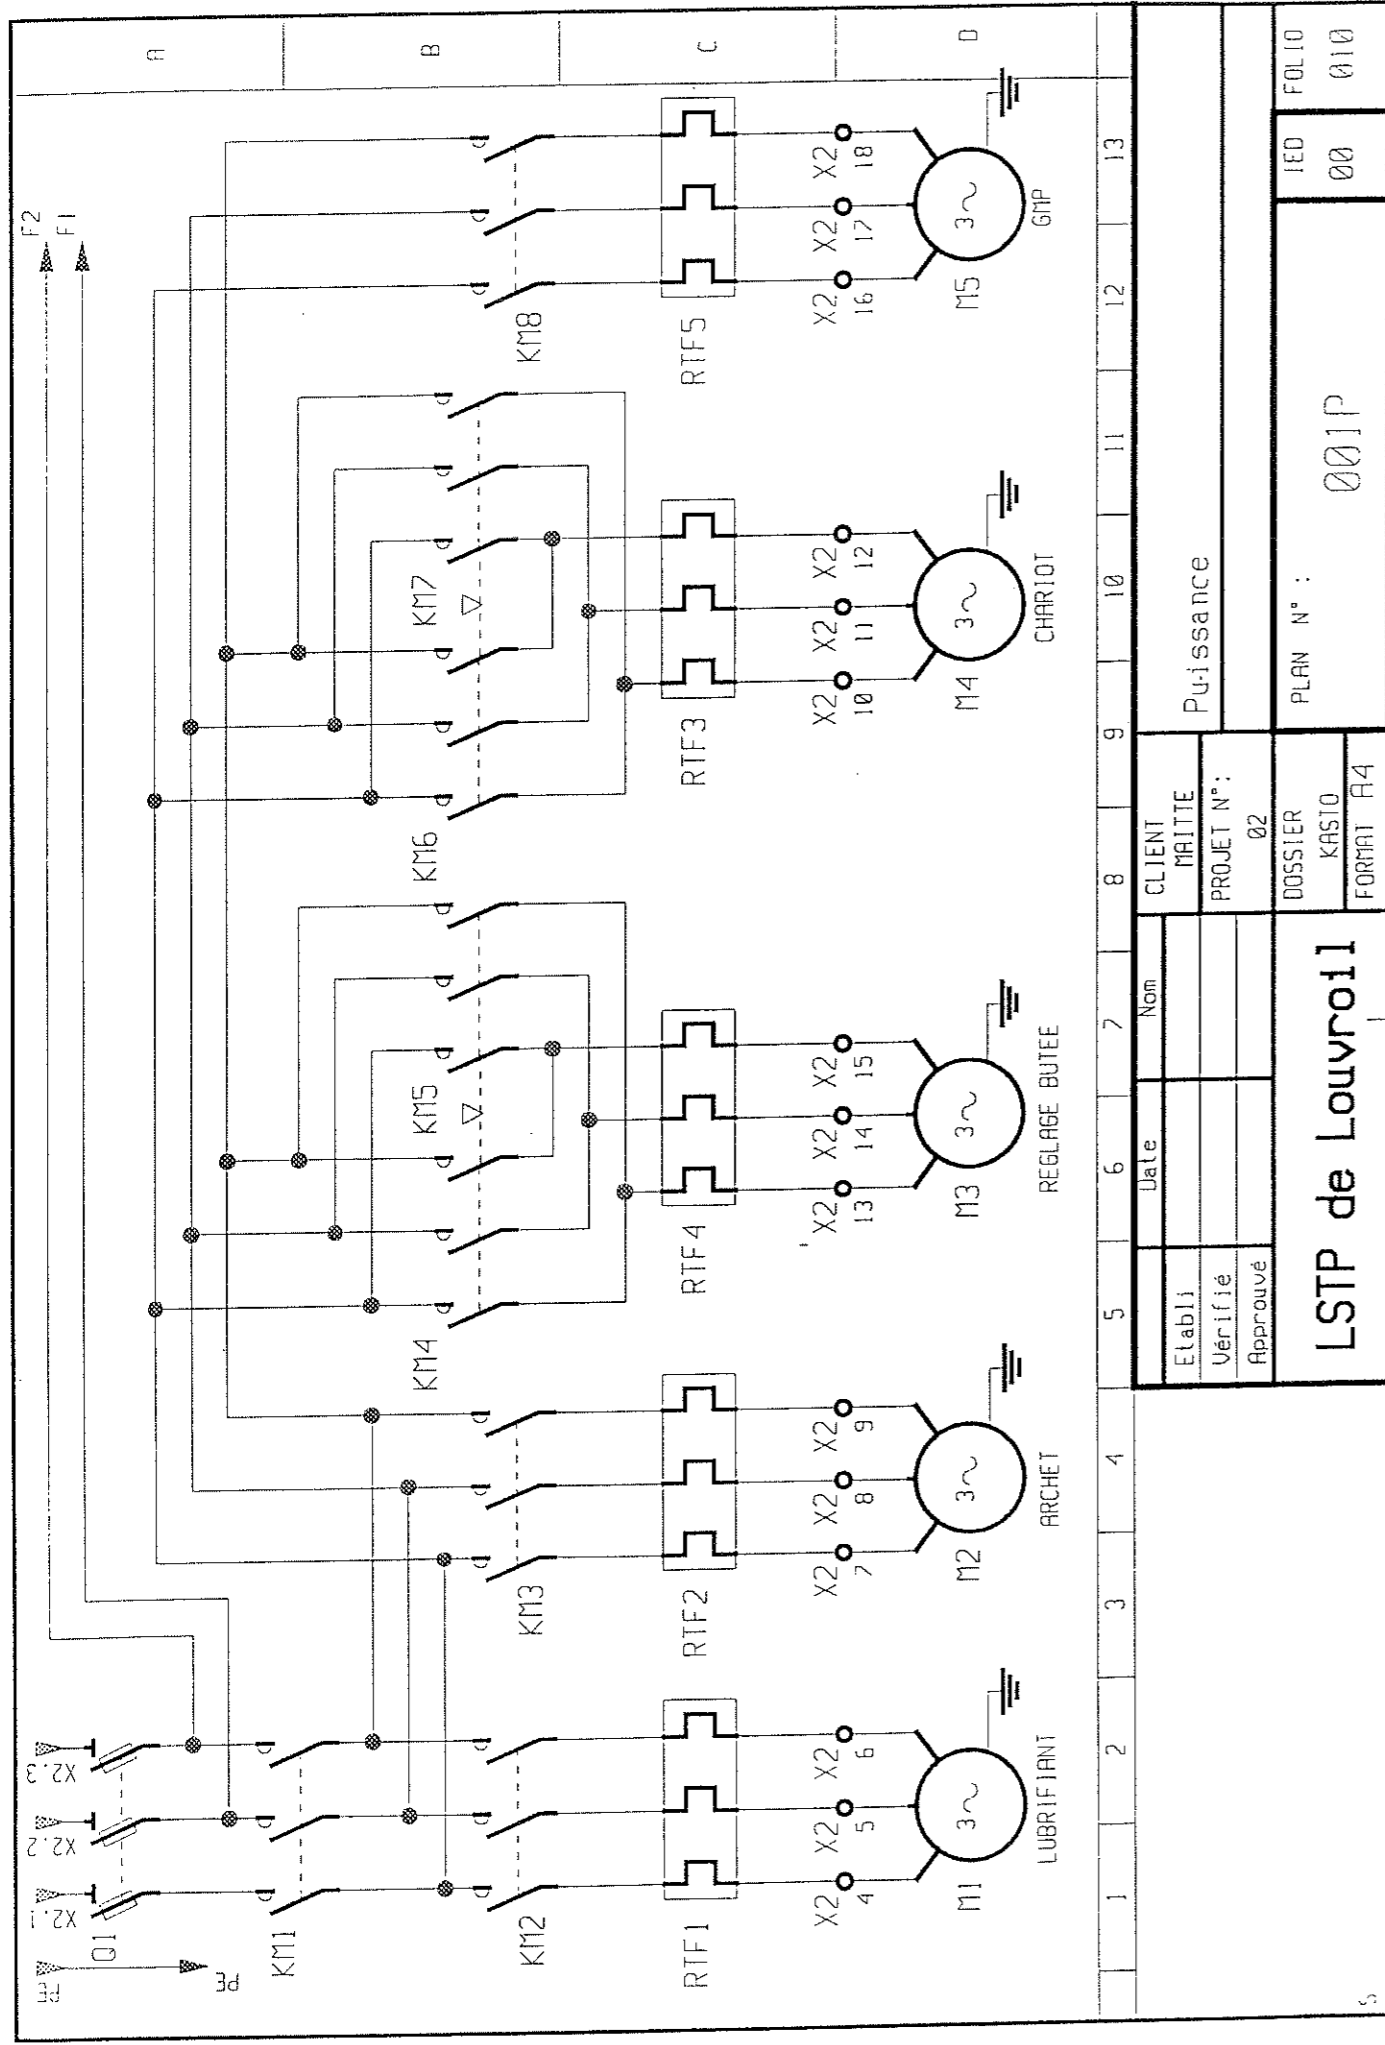 A
B
C
D
F2
F1
X2.1
X2.2
X2.3
PE
PE
Q1
KM1
KM2
KM3
KM4
KM5
KM6
KM7
KM8
RTF1
RTF2
RTF4
RTF3
RTF5
X2 X2 X2
4 5 6
X2 X2 X2
7 8 9
X2 X2 X2
13 14 15
X2 X2 X2
10 11 12
X2 X2 X2
16 17 18
3~
3~
3~
3~
3~
M1
M2
M3
M4
M5
LUBRIFIANT
ARCHET
REGLAGE BUTEE
CHARIOT
GMP
1 2 3 4 5 6 7 8 9 10 11 12 13
Date Nom
Etabli
Vérifié
Approuvé
LSTP de Louvroil
CLIENT
MAITTE
PROJET N°:
02
DOSSIER
KASTO
FORMAT A4
Puissance
PLAN N° :
001P
IED
00
FOLIO
010